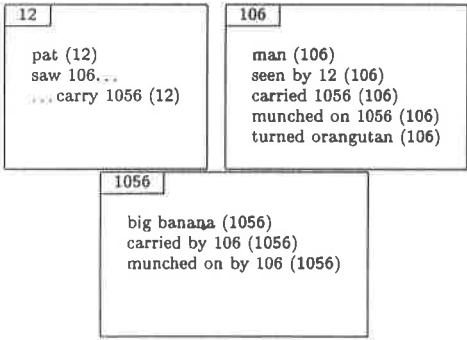 12
pat (12)
saw 106...
...carry 1056 (12)
106
man (106)
seen by 12 (106)
carried 1056 (106)
munched on 1056 (106)
turned orangutan (106)
1056
big banana (1056)
carried by 106 (1056)
munched on by 106 (1056)